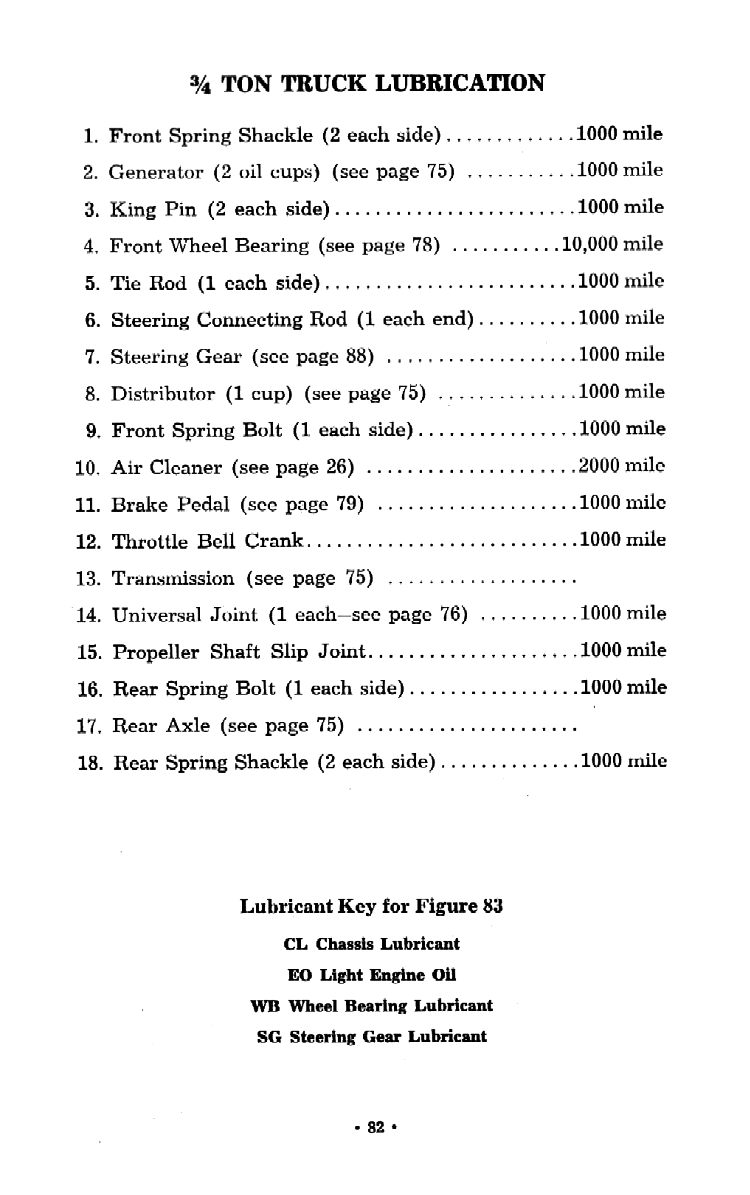 ¾ TON TRUCK LUBRICATION
1. Front Spring Shackle (2 each side).............1000 mile
2. Generator (2 oil cups) (see page 75) ...........1000 mile
3. King Pin (2 each side)........................1000 mile
4. Front Wheel Bearing (see page 78) ...........10,000 mile
5. Tie Rod (1 each side).........................1000 mile
6. Steering Connecting Rod (1 each end)..........1000 mile
7. Steering Gear (see page 88) ...................1000 mile
8. Distributor (1 cup) (see page 75) ..............1000 mile
9. Front Spring Bolt (1 each side)................1000 mile
10. Air Cleaner (see page 26) .....................2000 mile
11. Brake Pedal (see page 79) ....................1000 mile
12. Throttle Bell Crank...........................1000 mile
13. Transmission (see page 75) ...................
14. Universal Joint (1 each—see page 76) ..........1000 mile
15. Propeller Shaft Slip Joint.....................1000 mile
16. Rear Spring Bolt (1 each side).................1000 mile
17. Rear Axle (see page 75) ......................
18. Rear Spring Shackle (2 each side)..............1000 mile
Lubricant Key for Figure 83
CL Chassis Lubricant
EO Light Engine Oil
WB Wheel Bearing Lubricant
SG Steering Gear Lubricant
• 82 •